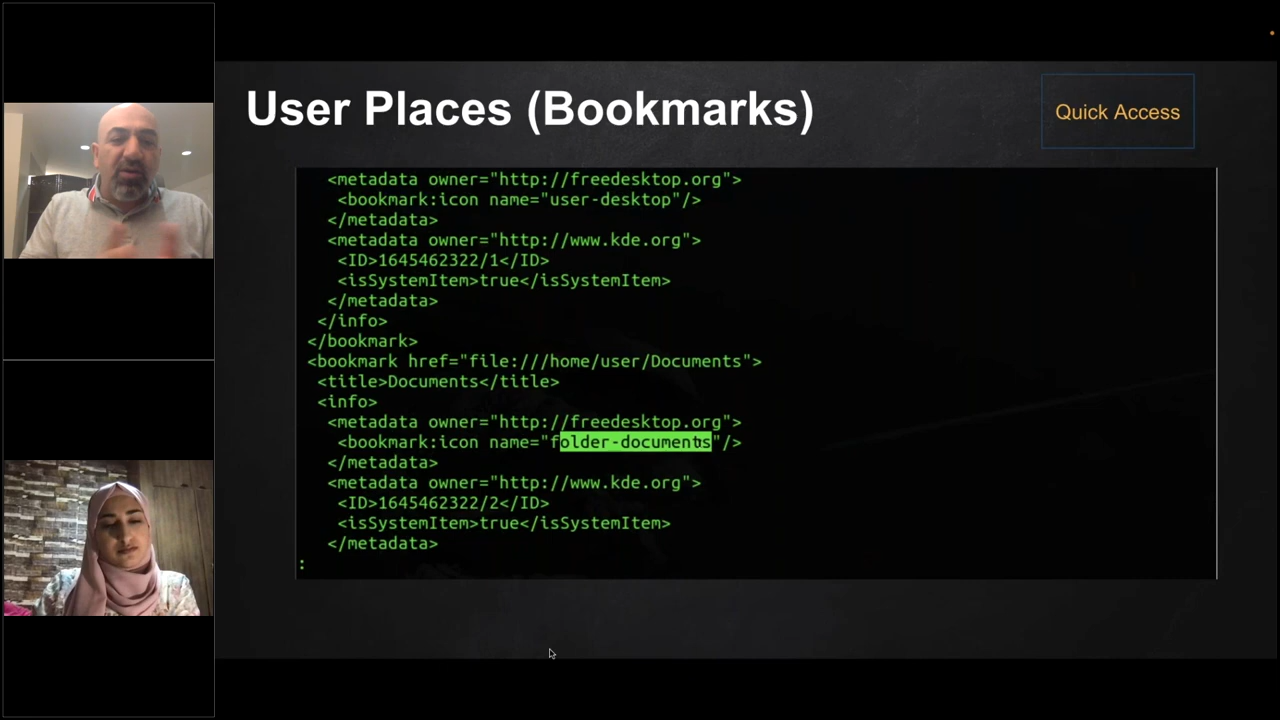 User Places (Bookmarks)
Quick Access
<metadata owner="http://freedesktop.org">
<bookmark:icon name="user-desktop"/>
</metadata>
<metadata owner="http://www.kde.org">
<ID>1645462322/1</ID>
<isSystemItem>true</isSystemItem>
</metadata>
</info>
</bookmark>
<bookmark href="file:///home/user/Documents">
<title>Documents</title>
<info>
<metadata owner="http://freedesktop.org">
<bookmark:icon name="folder-documents"/>
</metadata>
<metadata owner="http://www.kde.org">
<ID>1645462322/2</ID>
<isSystemItem>true</isSystemItem>
</metadata>
: